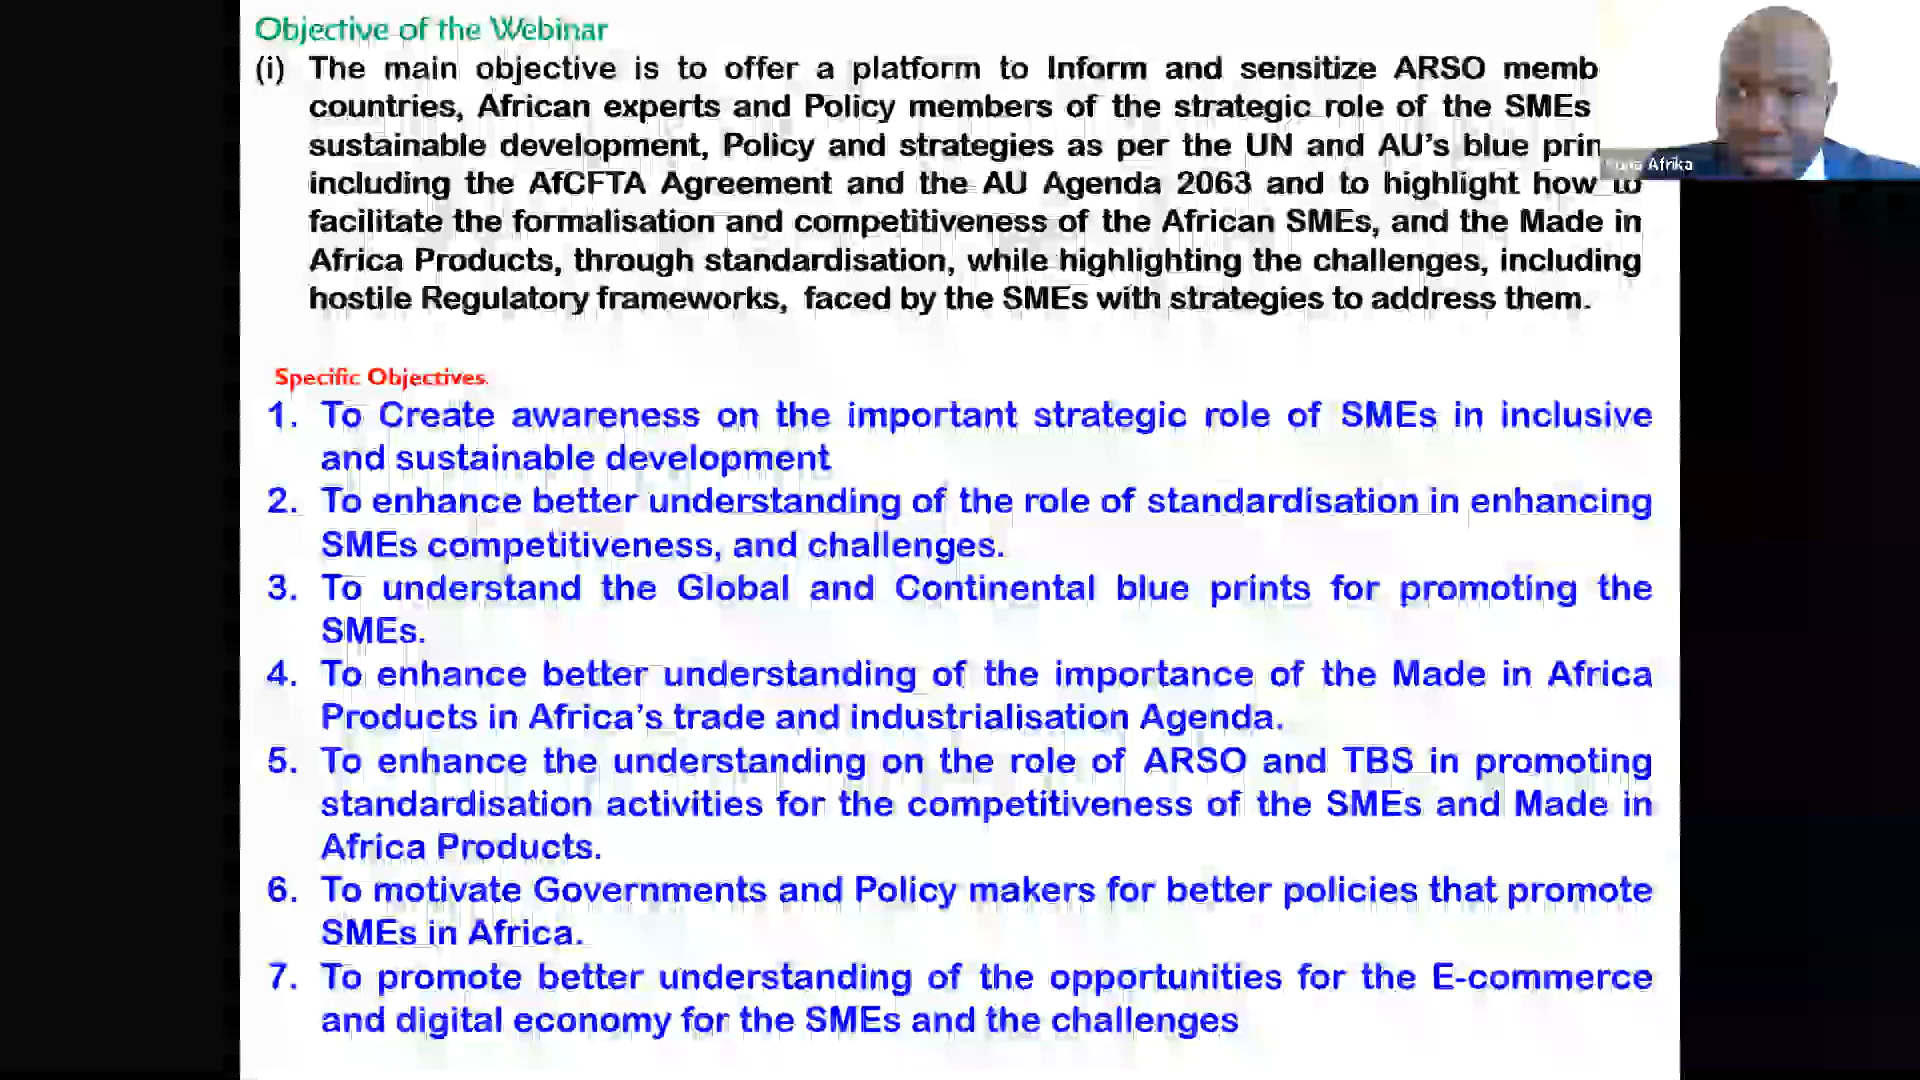 Objective of the Webinar
(i) The main objective is to offer a platform to Inform and sensitize ARSO memb
countries, African experts and Policy members of the strategic role of the SMEs
sustainable development, Policy and strategies as per the UN and AU's blue prin
including the AfCFTA Agreement and the AU Agenda 2063 and to highlight how to
facilitate the formalisation and competitiveness of the African SMEs, and the Made in
Africa Products, through standardisation, while highlighting the challenges, including
hostile Regulatory frameworks, faced by the SMEs with strategies to address them.
Afrika
Specific Objectives.
1. To Create awareness on the important strategic role of SMEs in inclusive
and sustainable development
2. To enhance better understanding of the role of standardisation in enhancing
SMEs competitiveness, and challenges.
3. To understand the Global and Continental blue prints for promoting the
SMEs.
4. To enhance better understanding of the importance of the Made in Africa
Products in Africa's trade and industrialisation Agenda.
5. To enhance the understanding on the role of ARSO and TBS in promoting
standardisation activities for the competitiveness of the SMEs and Made in
Africa Products.
6. To motivate Governments and Policy makers for better policies that promote
SMEs in Africa.
7. To promote better understanding of the opportunities for the E-commerce
and digital economy for the SMEs and the challenges